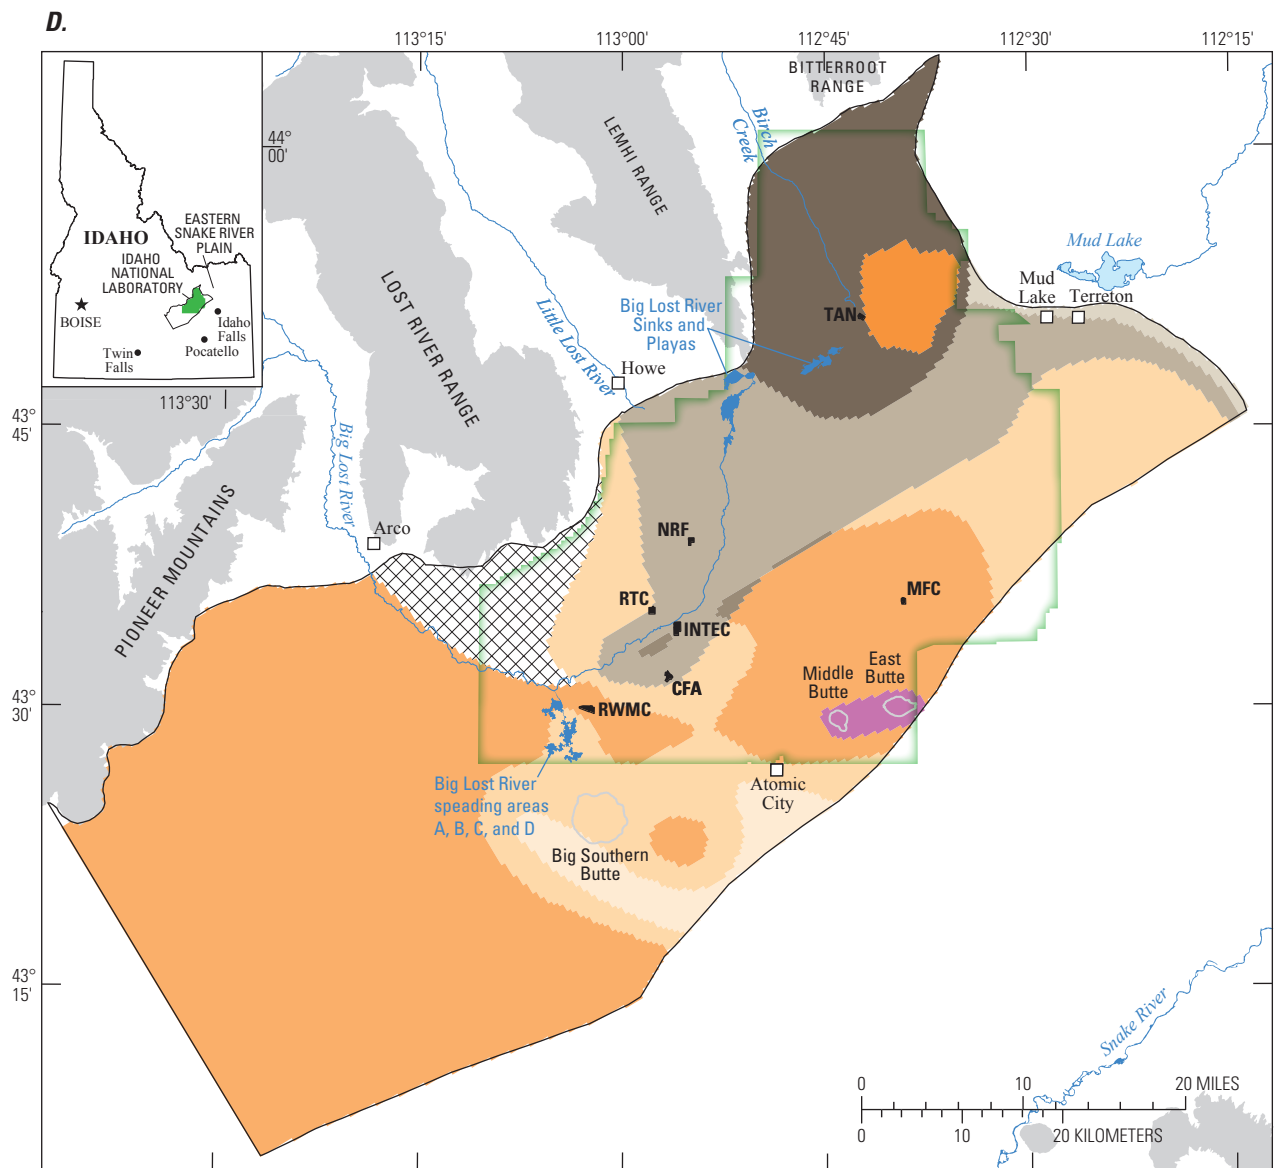 D.
113°15'
113°00'
112°45'
112°30'
112°15'
BITTERROOT
RANGE
Birch
Creek
44°
00'
LEMHI RANGE
EASTERN
SNAKE RIVER
PLAIN
IDAHO
IDAHO
NATIONAL
LABORATORY
BOISE
Idaho
Falls
Pocatello
Twin
Falls
Mud Lake
Mud
Lake
Terreton
LOST RIVER RANGE
Little Lost River
Big Lost River
Sinks and
Playas
TAN
Howe
113°30'
43°
45'
Big Lost River
PIONEER MOUNTAINS
Arco
NRF
RTC
INTEC
MFC
CFA
Middle
Butte
East
Butte
43°
30'
RWMC
Big Lost River
speading areas
A, B, C, and D
Atomic
City
Big Southern
Butte
43°
15'
Snake River
0
10
20 MILES
0
10
20 KILOMETERS